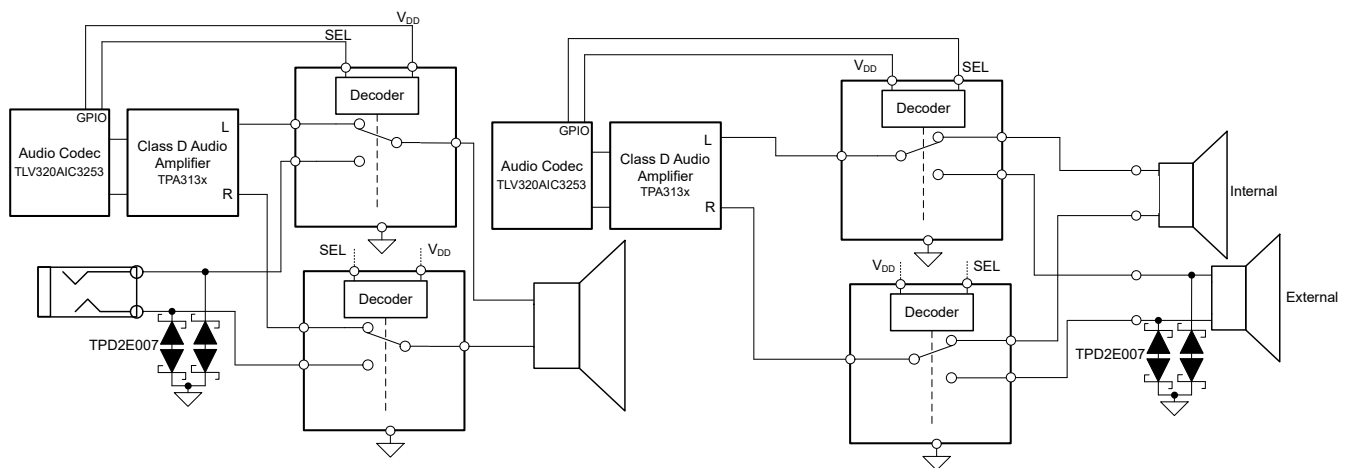 VDD
SEL
Decoder
GPIO
Audio Codec
TLV320AIC3253
Class D Audio
Amplifier
TPA313x
L
R
SEL
VDD
Decoder
TPD2E007
VDD
SEL
Decoder
GPIO
Audio Codec
TLV320AIC3253
Class D Audio
Amplifier
TPA313x
L
R
Internal
VDD
SEL
Decoder
External
TPD2E007